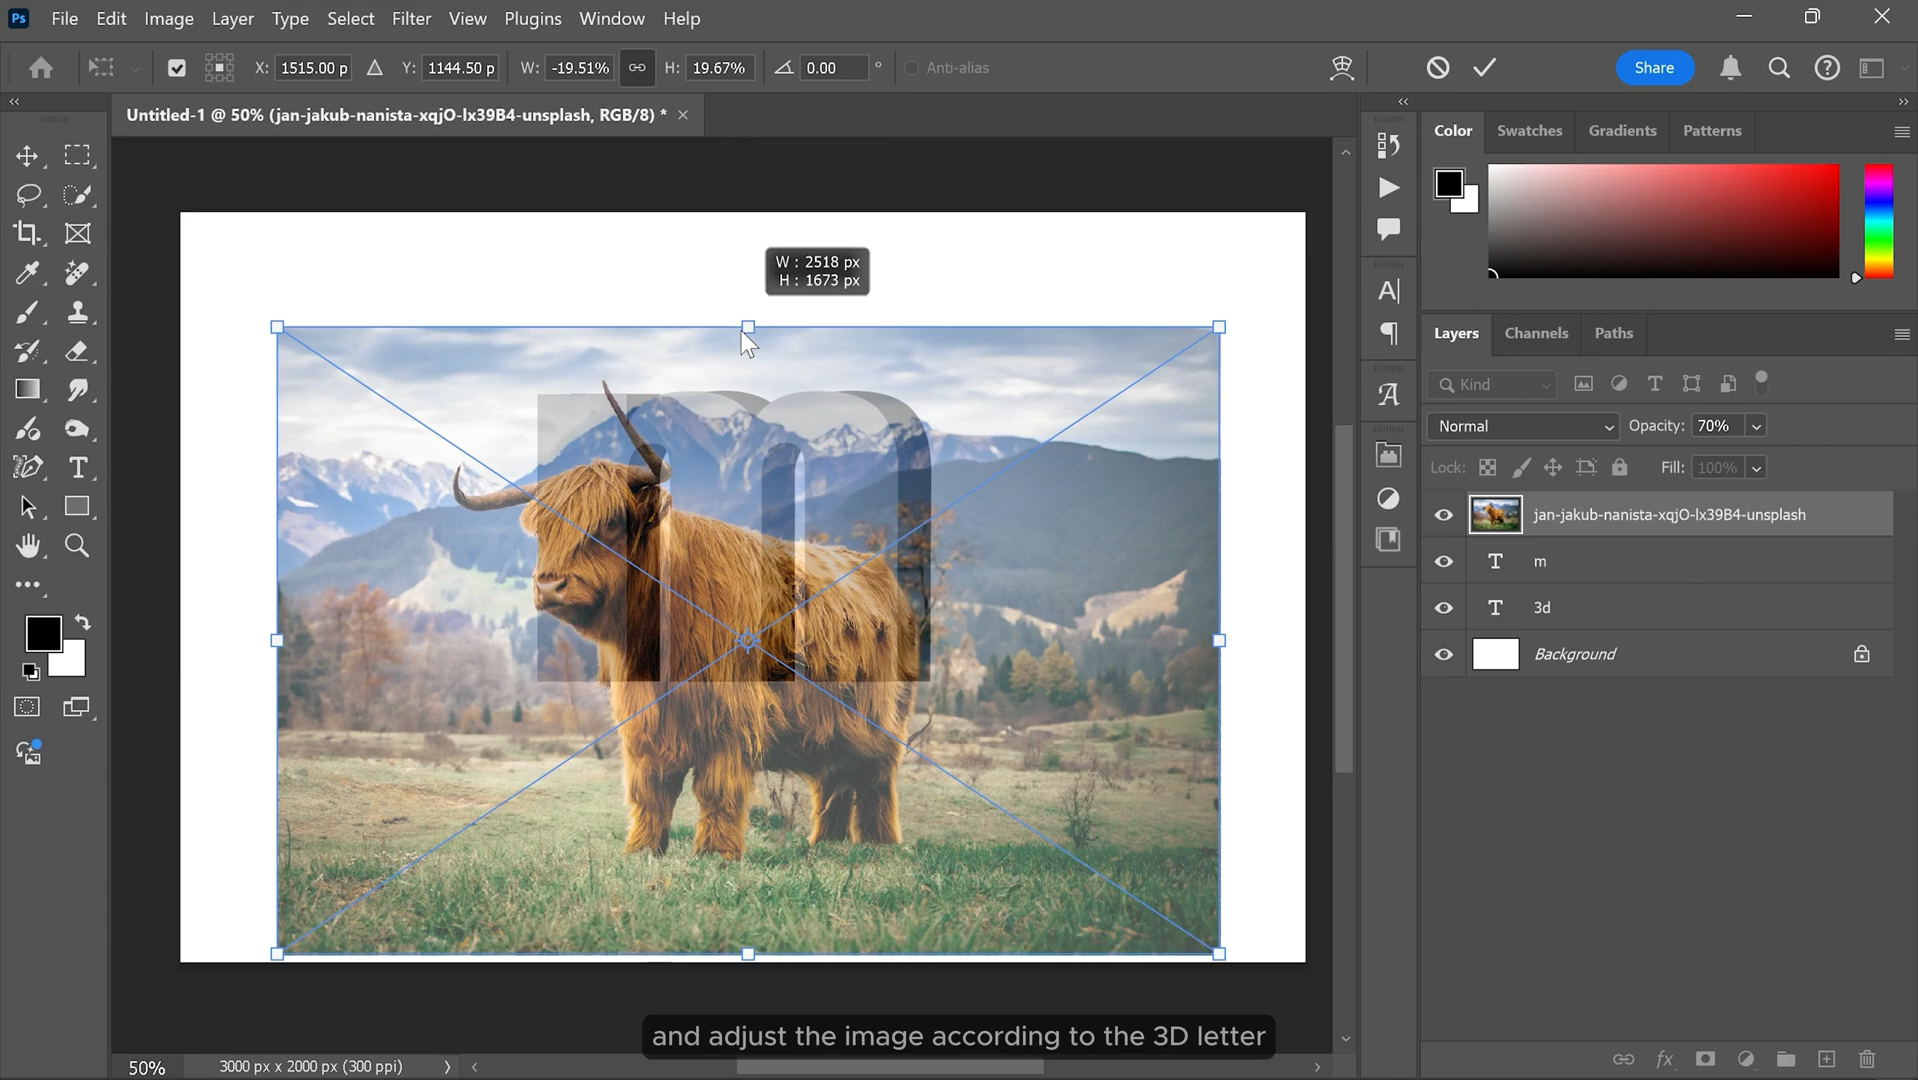 Ps File Edit Image Layer Type Select Filter View Plugins Window Help
X: 1515.00 p Y: 1144.50 p W: -19.51% H: 19.67% 0.00 ° Anti-alias Share
Untitled-1 @ 50% (jan-jakub-nanista-xqjO-lx39B4-unsplash, RGB/8) *
Color Swatches Gradients Patterns
W : 2518 px
H : 1673 px
m
Layers Channels Paths
Kind
Normal Opacity: 70%
Lock: Fill: 100%
jan-jakub-nanista-xqjO-lx39B4-unsplash
T m
T 3d
Background
and adjust the image according to the 3D letter
50% 3000 px x 2000 px (300 ppi)